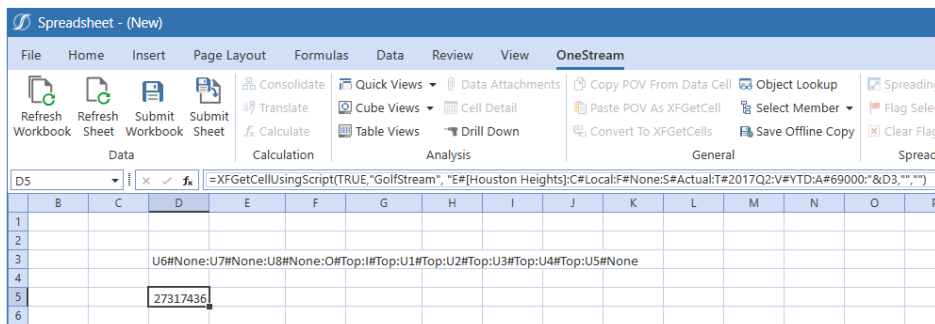 Spreadsheet - (New)
File Home Insert Page Layout Formulas Data Review View OneStream
Refresh Workbook
Refresh Sheet
Submit Workbook
Submit Sheet
Data
Consolidate
Translate
fx Calculate
Calculation
Quick Views
Cube Views
Table Views
Data Attachments
Cell Detail
Drill Down
Analysis
Copy POV From Data Cell
Paste POV As XFGetCell
Convert To XFGetCells
Object Lookup
Select Member
Save Offline Copy
General
Spreading
Flag Sele
Clear Flag
Spread
D5 fx =XFGetCellUsingScript(TRUE,"GolfStream", "E#[Houston Heights]:C#Local:F#None:S#Actual:T#2017Q2:V#YTD:A#69000:"&D3,"","")
B C D E F G H I J K L M N O
1
2
3 U6#None:U7#None:U8#None:O#Top:I#Top:U1#Top:U2#Top:U3#Top:U4#Top:U5#None
4
5 27317436
6